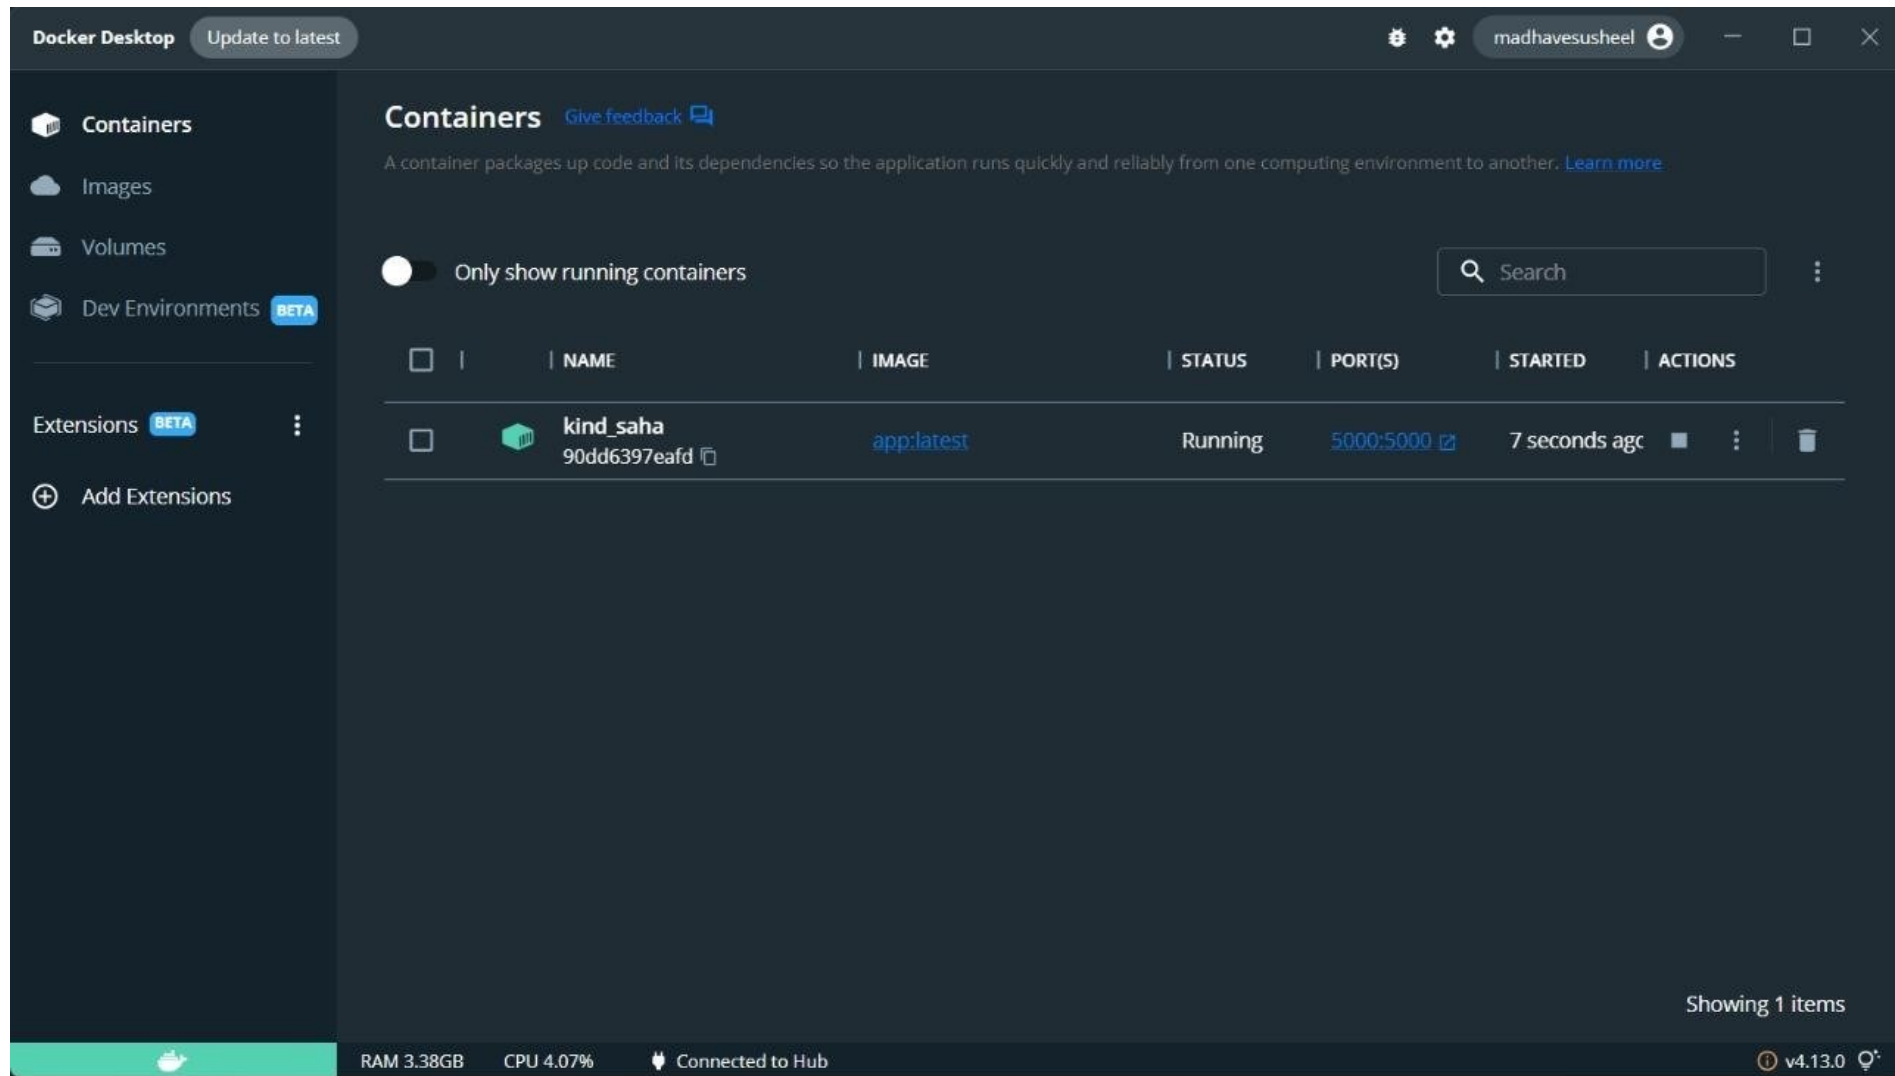 Docker Desktop Update to latest madhavesusheel
Containers
Images
Volumes
Dev Environments BETA
Extensions BETA
Add Extensions
Containers Give feedback
A container packages up code and its dependencies so the application runs quickly and reliably from one computing environment to another. Learn more
Only show running containers Search
NAME IMAGE STATUS PORT(S) STARTED ACTIONS
kind_saha app:latest Running 5000:5000 7 seconds agc
90dd6397eafd
Showing 1 items
RAM 3.38GB CPU 4.07% Connected to Hub v4.13.0